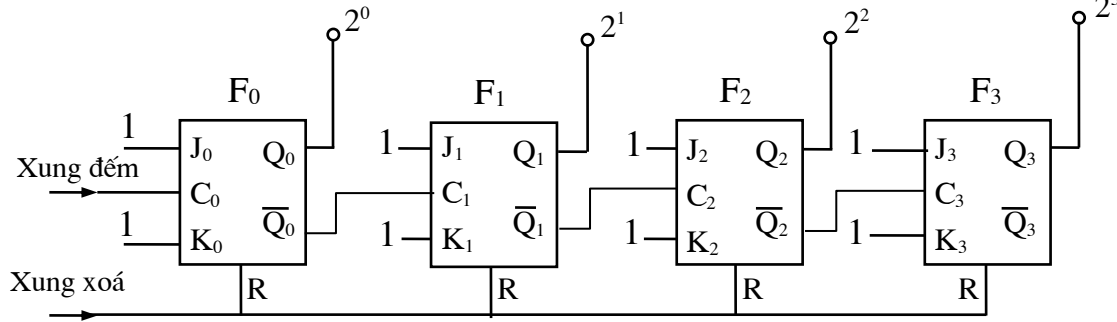 2⁰ 2¹ 2² 2³
F₀ F₁ F₂ F₃
1 J₀ Q₀ 1 J₁ Q₁ 1 J₂ Q₂ 1 J₃ Q₃
Xung đếm
C₀ C₁ C₂ C₃
Q̅₀ Q̅₁ Q̅₂ Q̅₃
1 K₀ 1 K₁ 1 K₂ 1 K₃
Xung xoá
R R R R